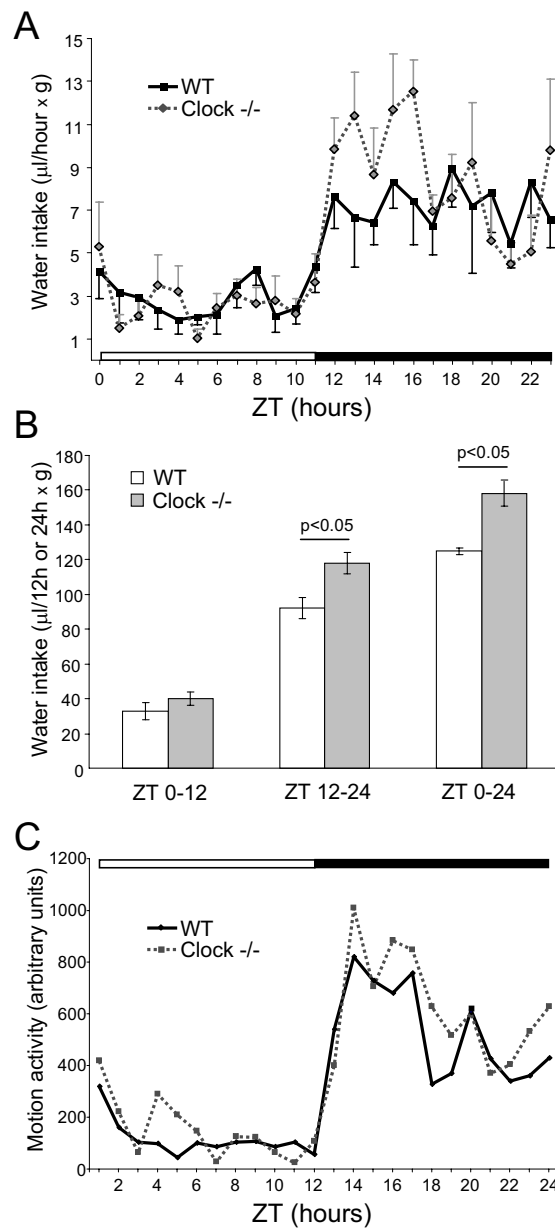 A
Water intake (µl/hour x g)
15
13
11
9
7
5
3
1
WT
Clock -/-
0 2 4 6 8 10 12 14 16 18 20 22
ZT (hours)
B
Water intake (µl/12h or 24h x g)
180
160
140
120
100
80
60
40
20
0
WT
Clock -/-
p<0.05
p<0.05
ZT 0-12 ZT 12-24 ZT 0-24
C
Motion activity (arbitrary units)
1200
1000
800
600
400
200
0
WT
Clock -/-
2 4 6 8 10 12 14 16 18 20 22 24
ZT (hours)